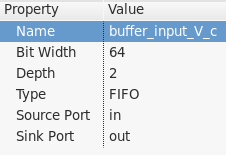 Property Value
Name buffer_input_V_c
Bit Width 64
Depth 2
Type FIFO
Source Port in
Sink Port out